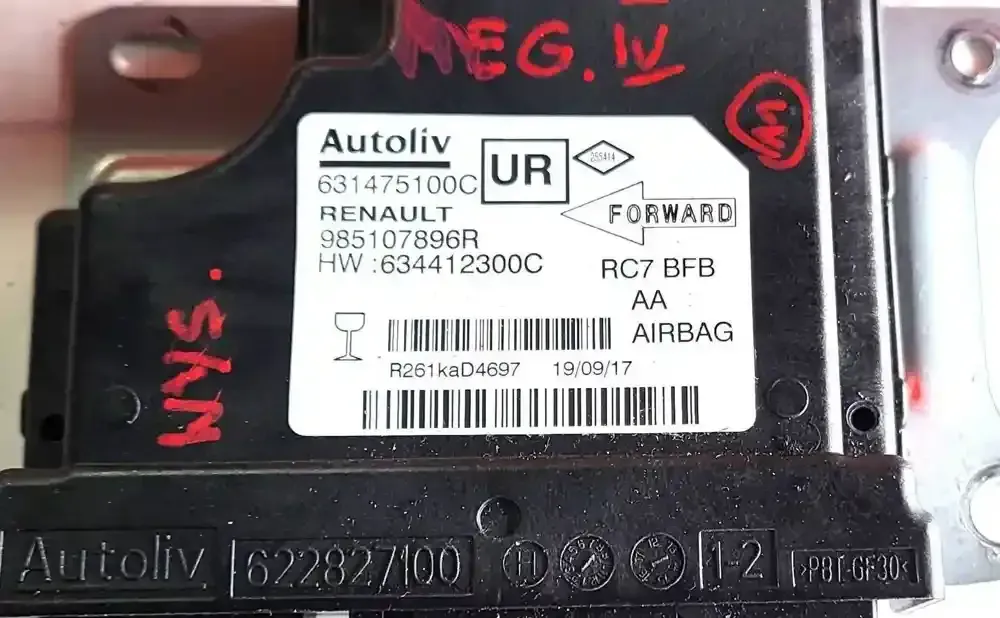 MEG. IV
Autoliv
UR
255414
631475100C
RENAULT
FORWARD
985107896R
HW :634412300C
RC7 BFB
AA
AIRBAG
R261kaD4697 19/09/17
NYS.
Autoliv 622827100 H 1-2 >PBT-GF30<